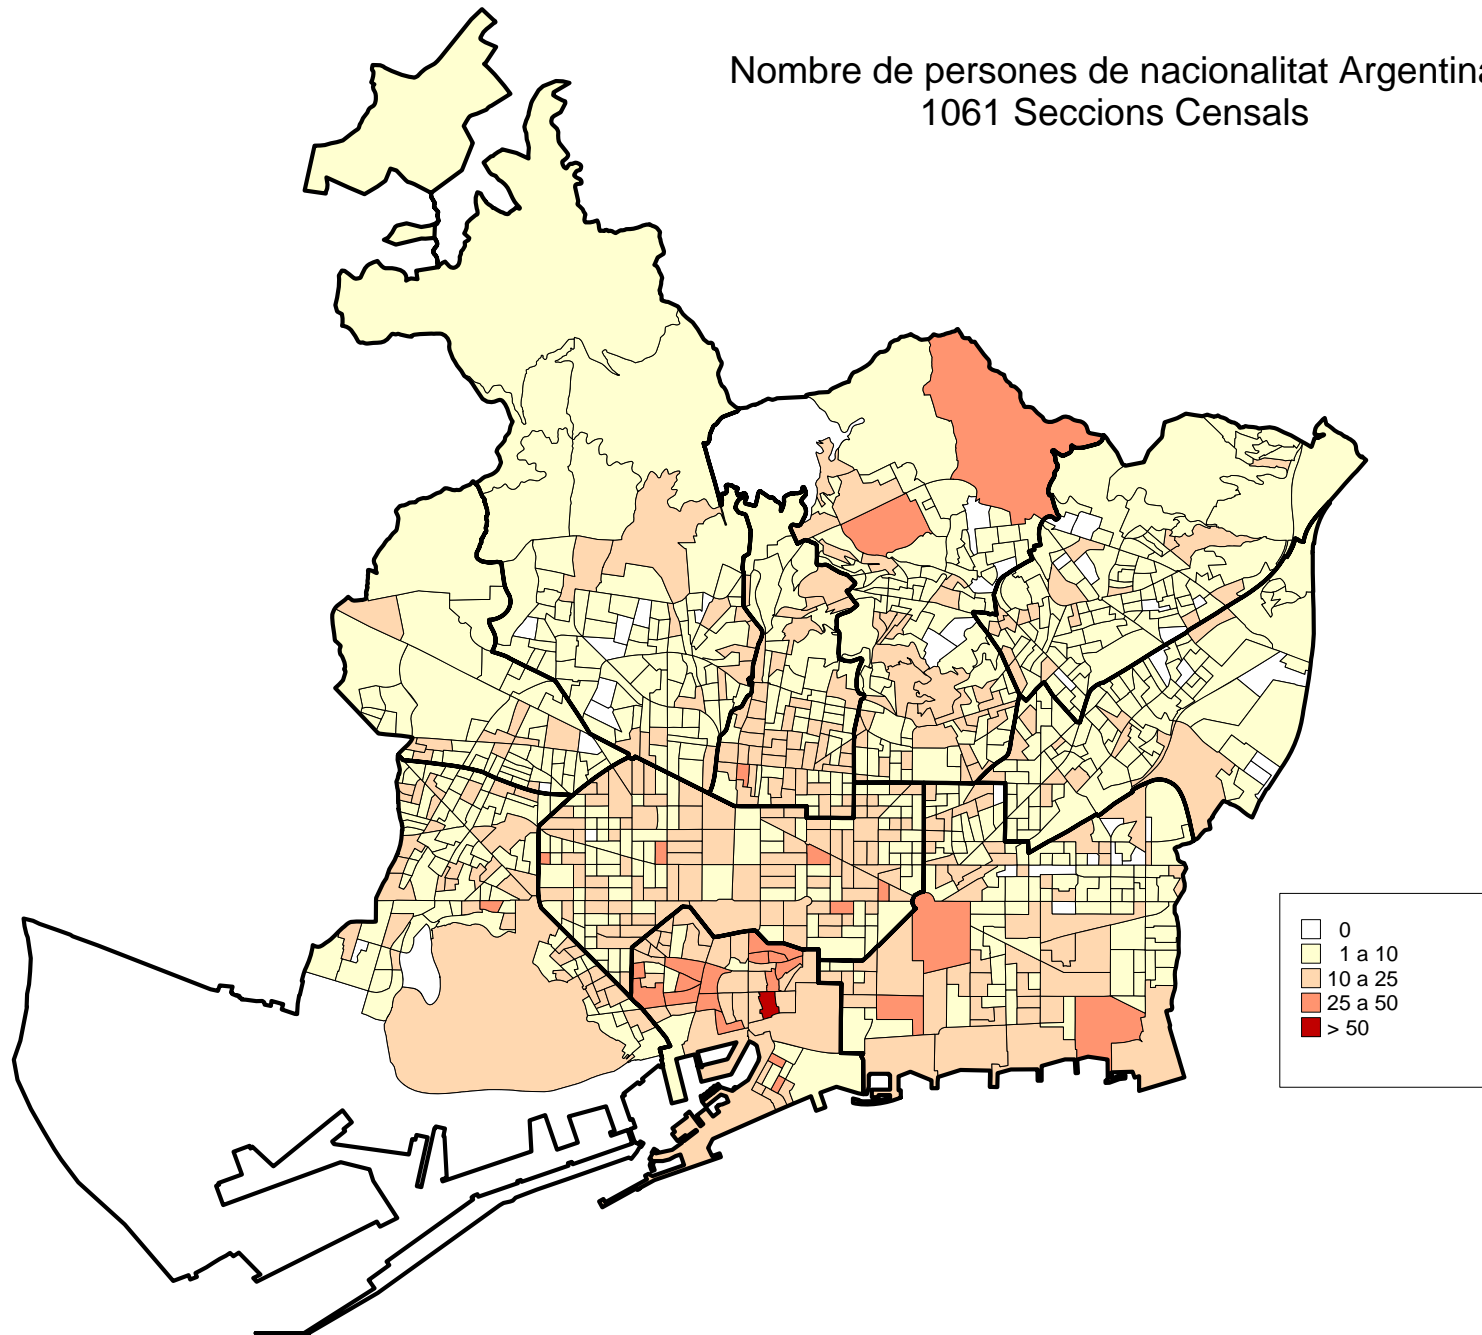 Nombre de persones de nacionalitat Argentina
1061 Seccions Censals
0
1 a 10
10 a 25
25 a 50
> 50